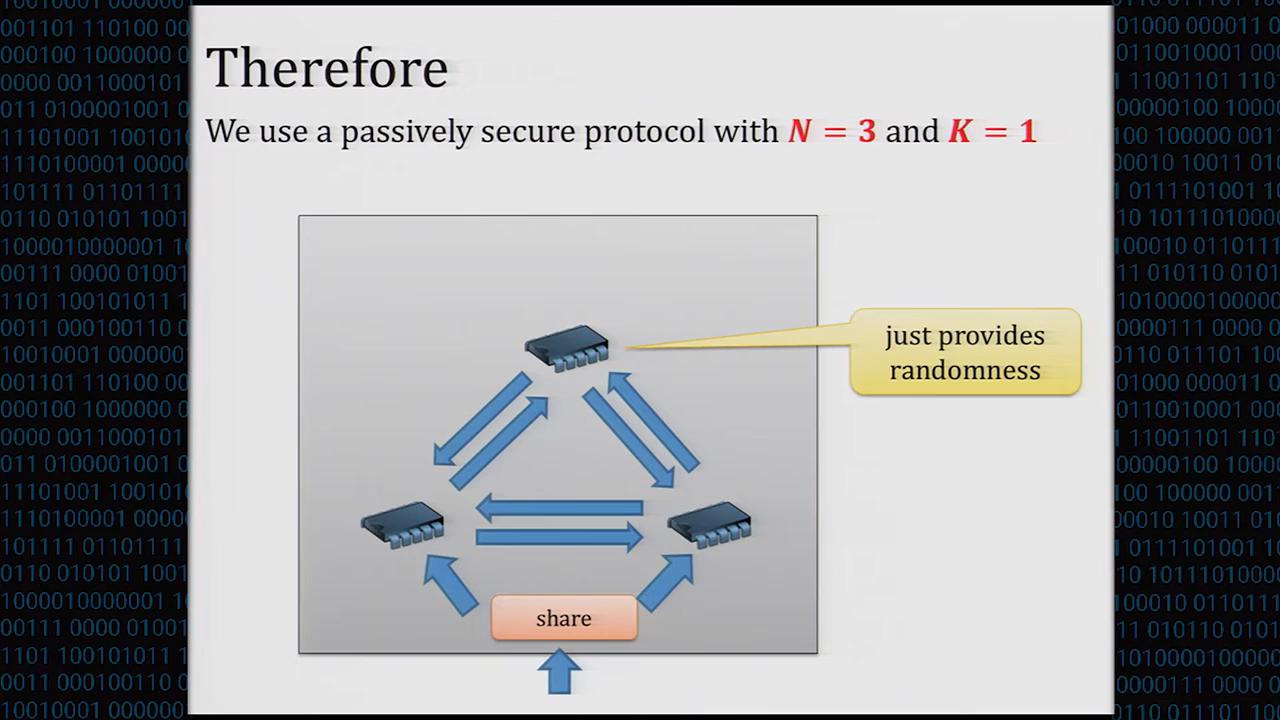 Therefore
We use a passively secure protocol with N = 3 and K = 1
just provides
randomness
share